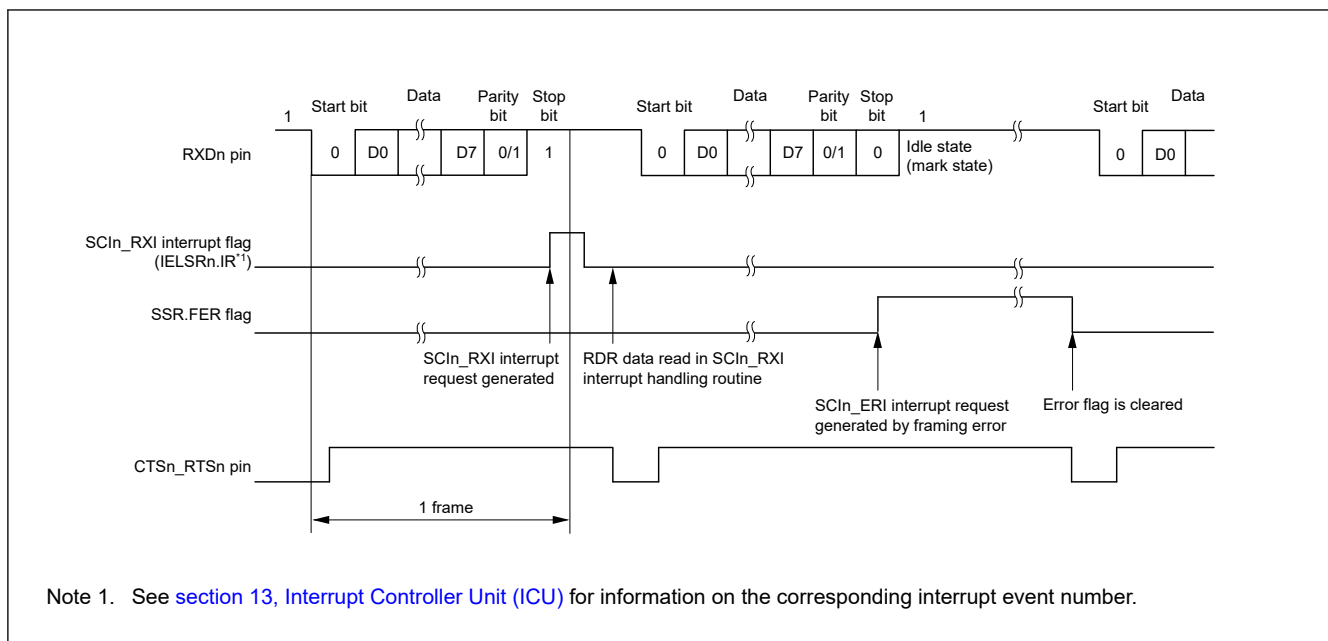 Start bit
Data
Parity bit
Stop bit
Start bit
Data
Parity bit
Stop bit
1
Start bit
Data
1
RXDn pin
0
D0
D7
0/1
1
0
D0
D7
0/1
0
Idle state
(mark state)
0
D0
SCIn_RXI interrupt flag
(IELSRn.IR*1)
SSR.FER flag
SCIn_RXI interrupt
request generated
RDR data read in SCIn_RXI
interrupt handling routine
SCIn_ERI interrupt request
generated by framing error
Error flag is cleared
CTSn_RTSn pin
1 frame
Note 1. See section 13, Interrupt Controller Unit (ICU) for information on the corresponding interrupt event number.